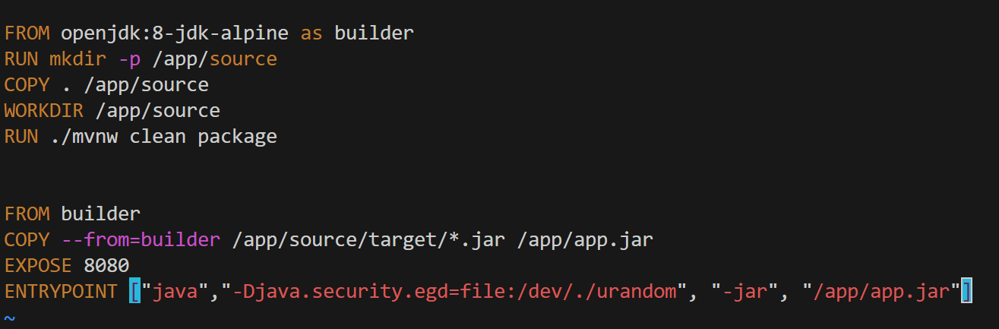 FROM openjdk:8-jdk-alpine as builder
RUN mkdir -p /app/source
COPY . /app/source
WORKDIR /app/source
RUN ./mvnw clean package
FROM builder
COPY --from=builder /app/source/target/*.jar /app/app.jar
EXPOSE 8080
ENTRYPOINT ["java","-Djava.security.egd=file:/dev/./urandom", "-jar", "/app/app.jar"]
~